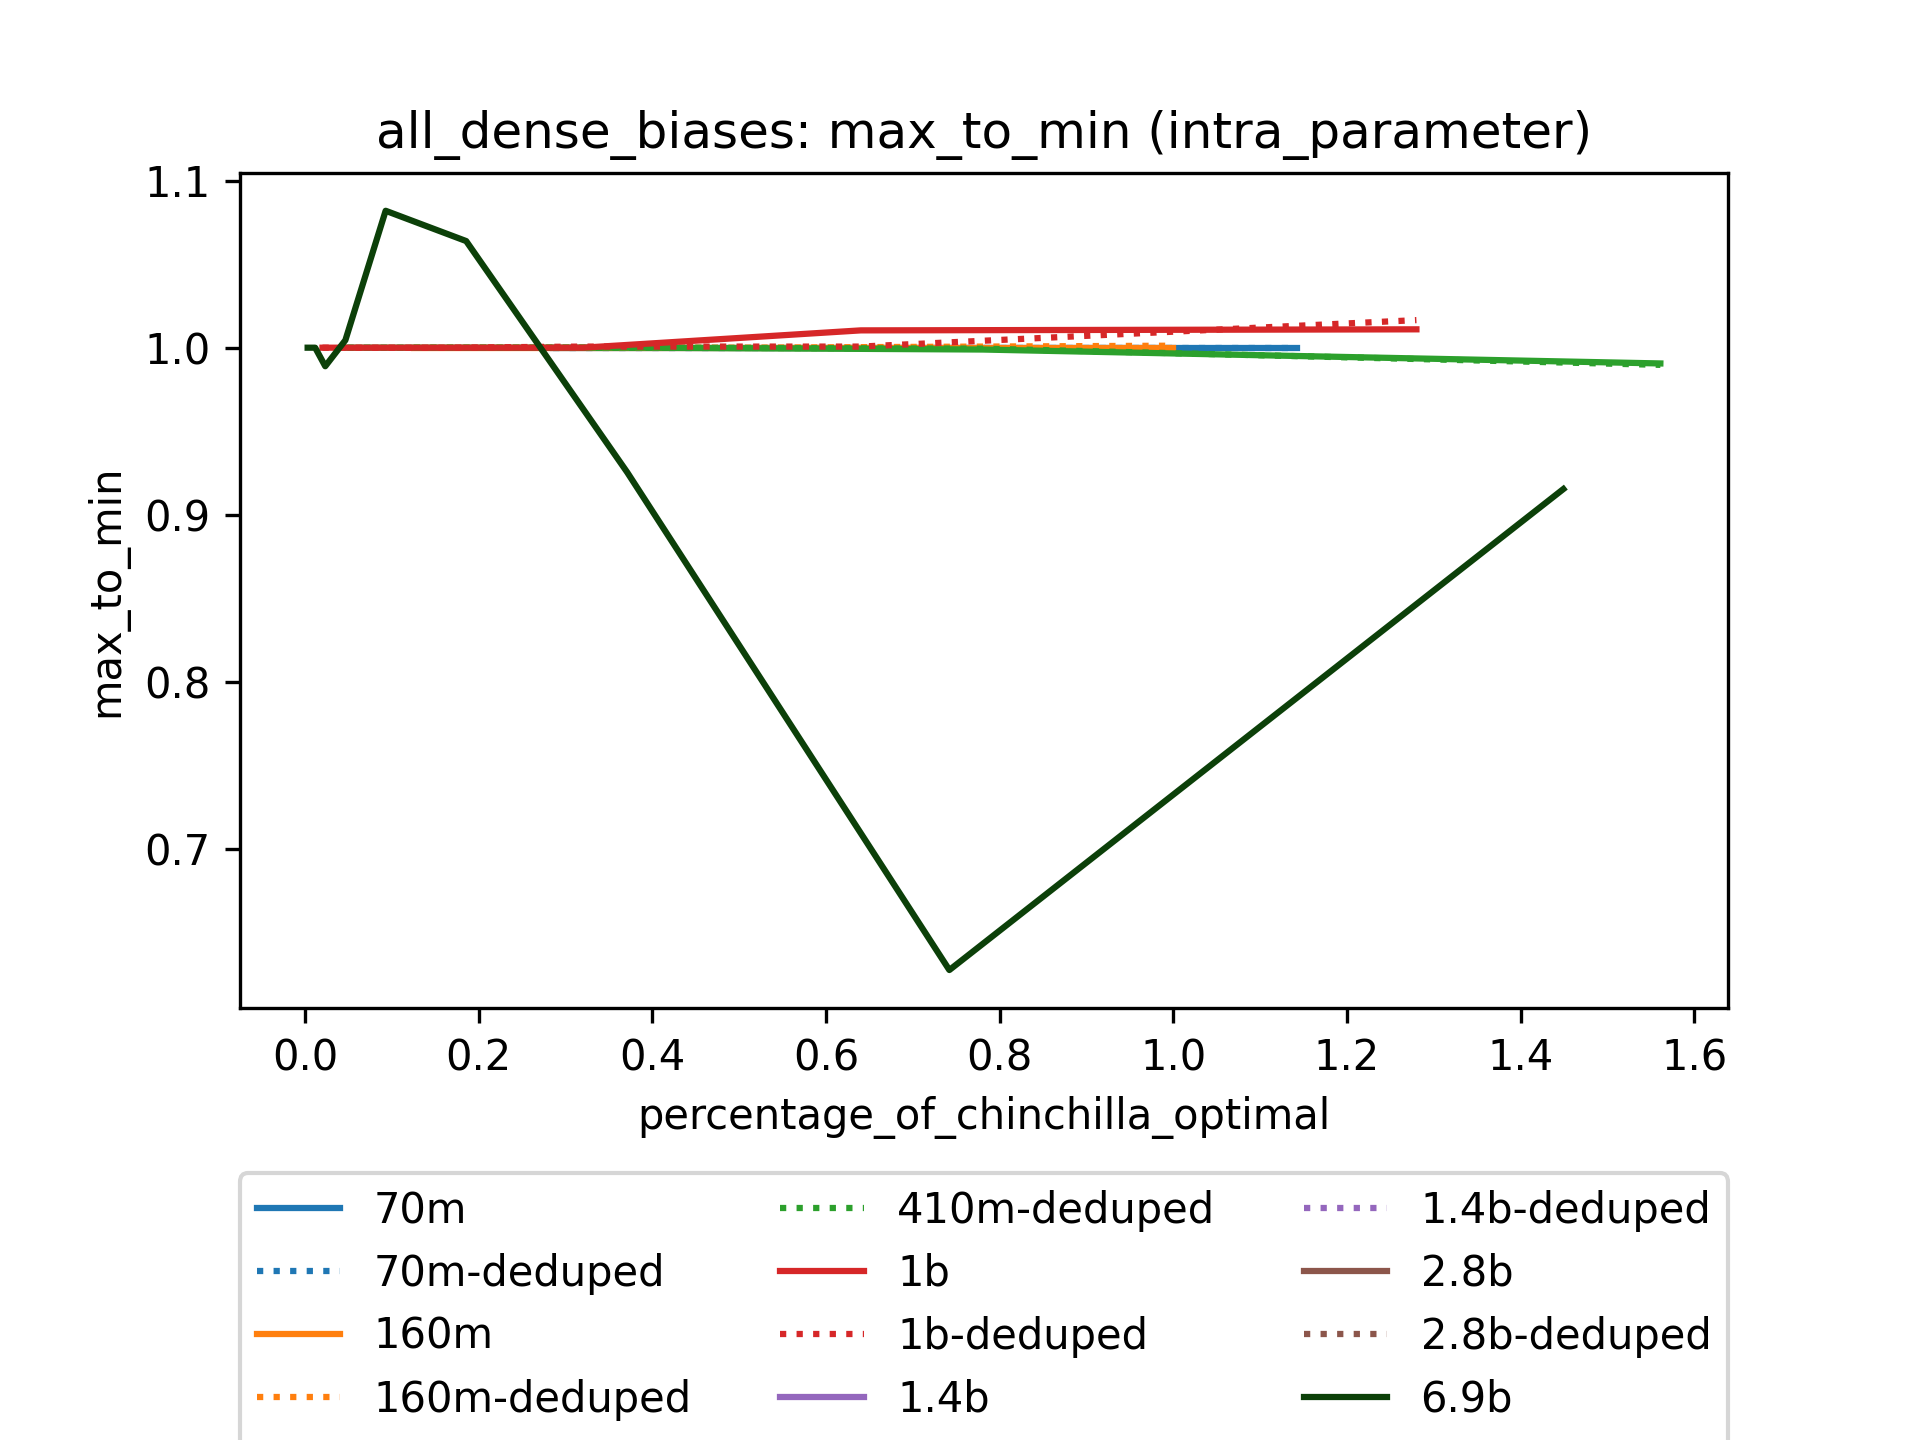 all_dense_biases: max_to_min (intra_parameter)
1.1
1.0
0.9
0.8
0.7
max_to_min
0.0 0.2 0.4 0.6 0.8 1.0 1.2 1.4 1.6
percentage_of_chinchilla_optimal
70m 410m-deduped 1.4b-deduped
70m-deduped 1b 2.8b
160m 1b-deduped 2.8b-deduped
160m-deduped 1.4b 6.9b